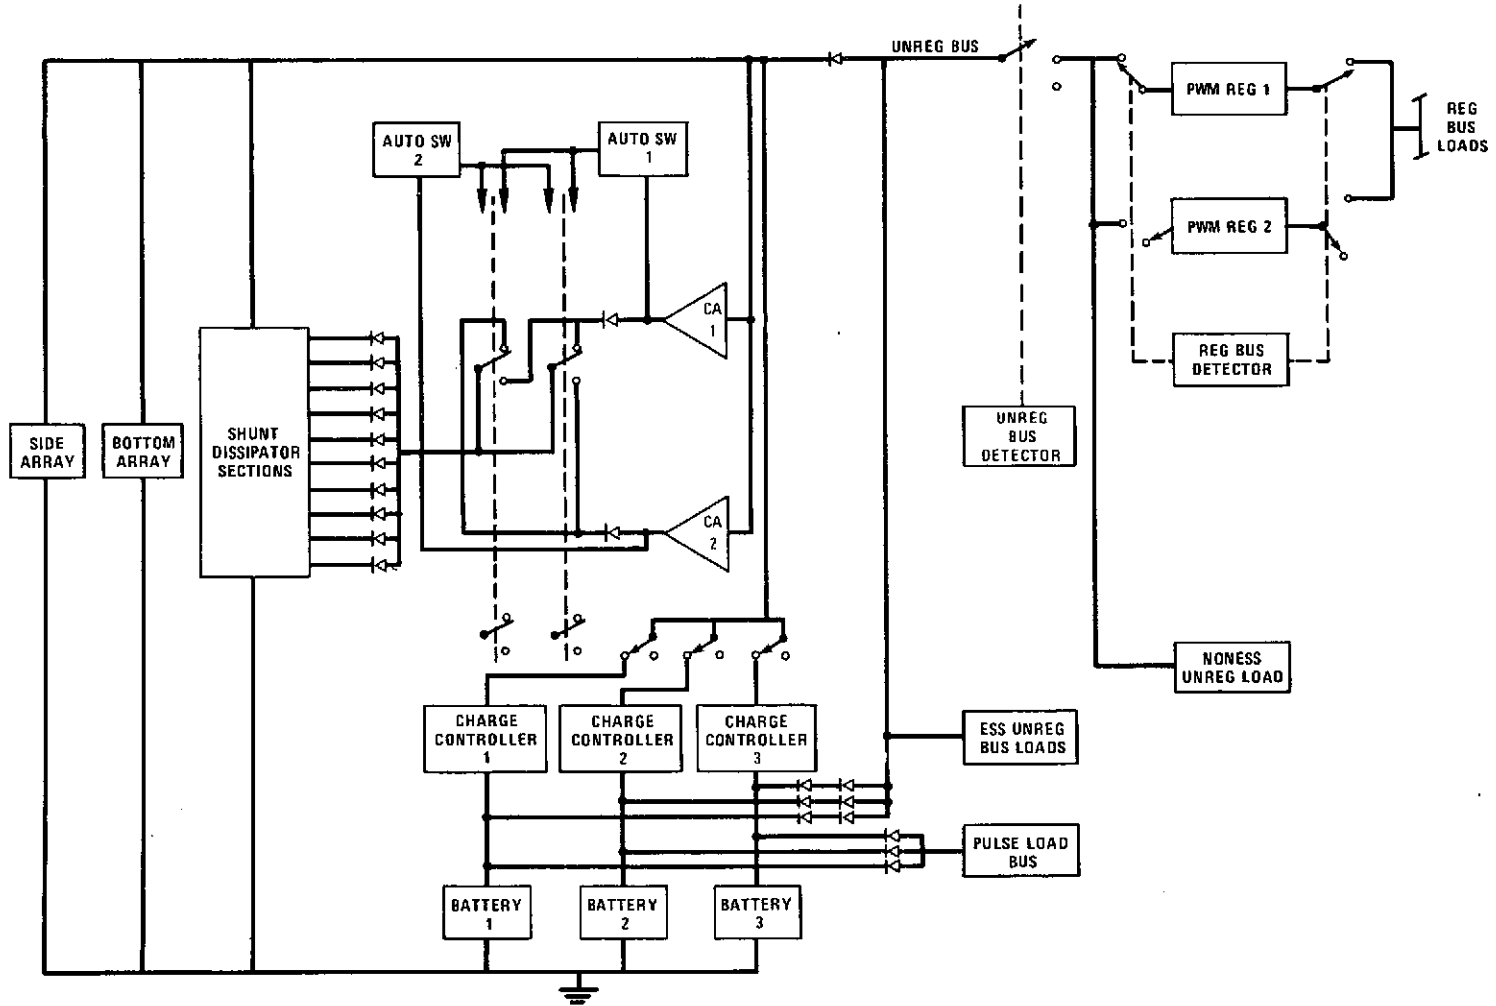 UNREG BUS
PWM REG 1
REG
BUS
LOADS
AUTO SW
2
AUTO SW
1
PWM REG 2
CA
1
REG BUS
DETECTOR
UNREG
BUS
DETECTOR
SIDE
ARRAY
BOTTOM
ARRAY
SHUNT
DISSIPATOR
SECTIONS
CA
2
NONESS
UNREG LOAD
CHARGE
CONTROLLER
1
CHARGE
CONTROLLER
2
CHARGE
CONTROLLER
3
ESS UNREG
BUS LOADS
PULSE LOAD
BUS
BATTERY
1
BATTERY
2
BATTERY
3